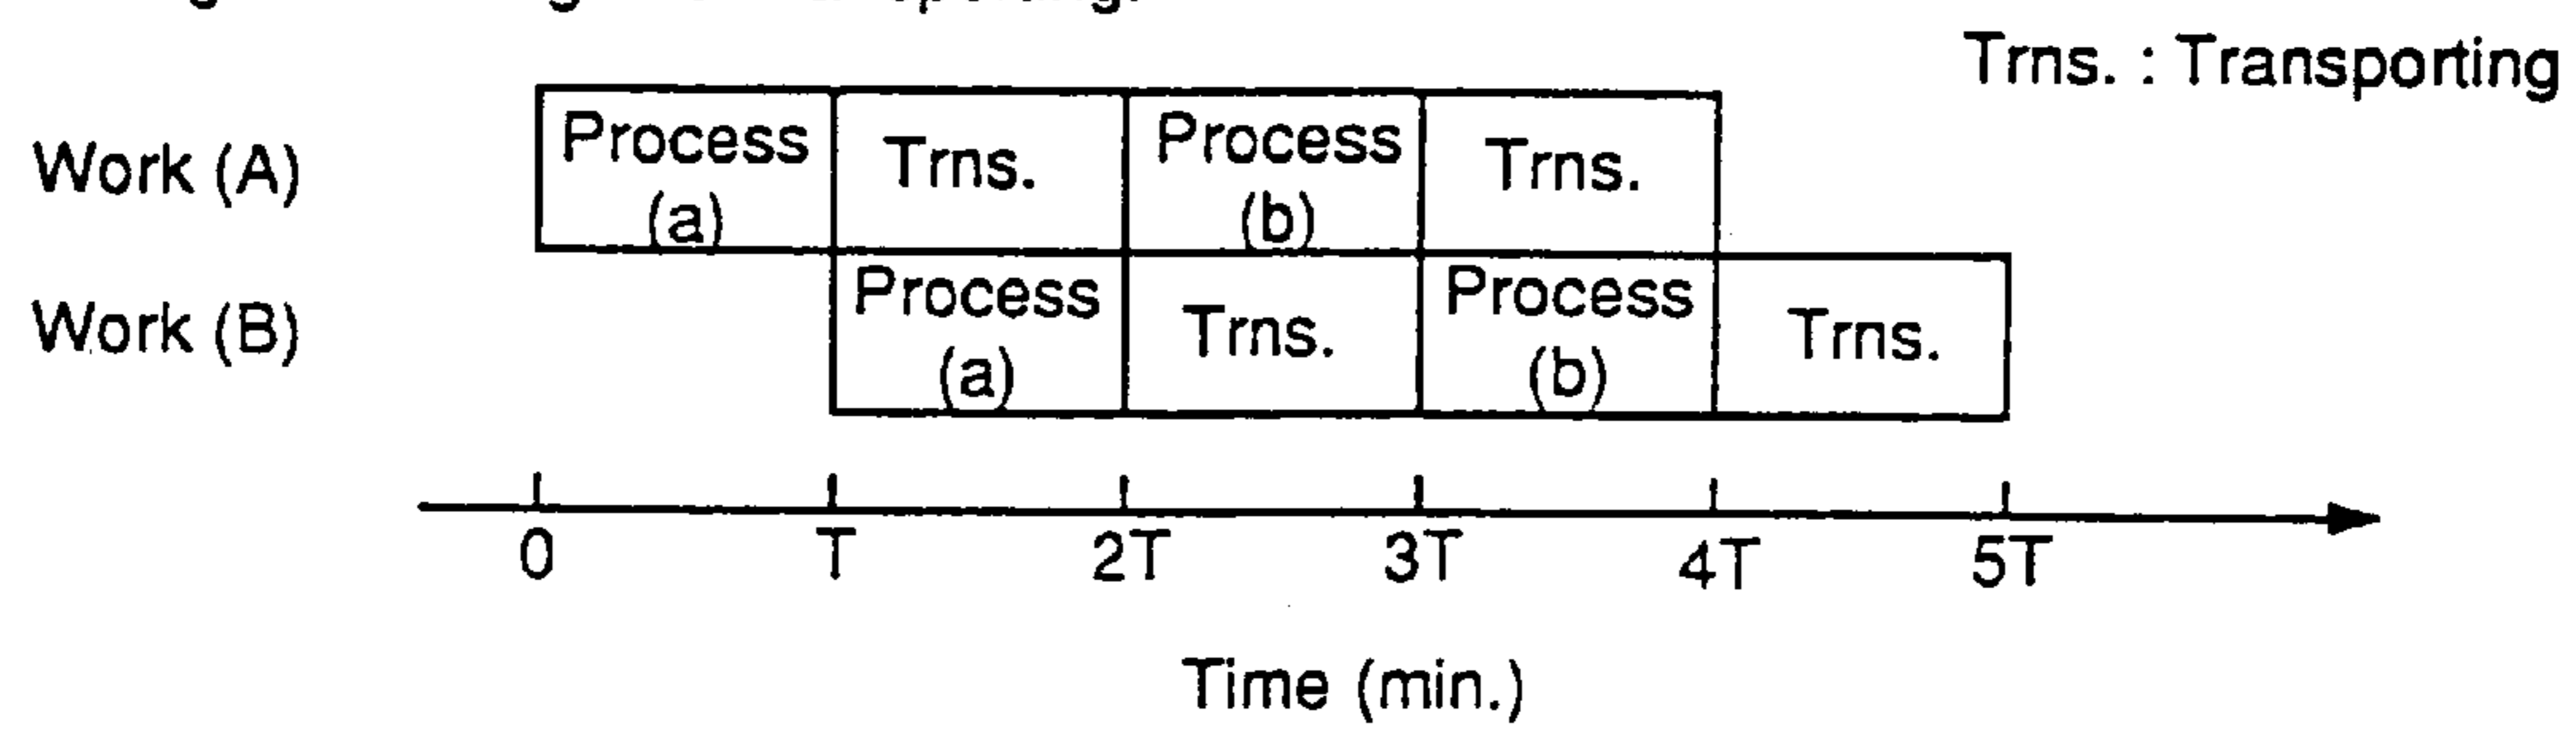 Trns. : Transporting
Work (A)
Process (a)
Trns.
Process (b)
Trns.
Work (B)
Process (a)
Trns.
Process (b)
Trns.
0 T 2T 3T 4T 5T
Time (min.)